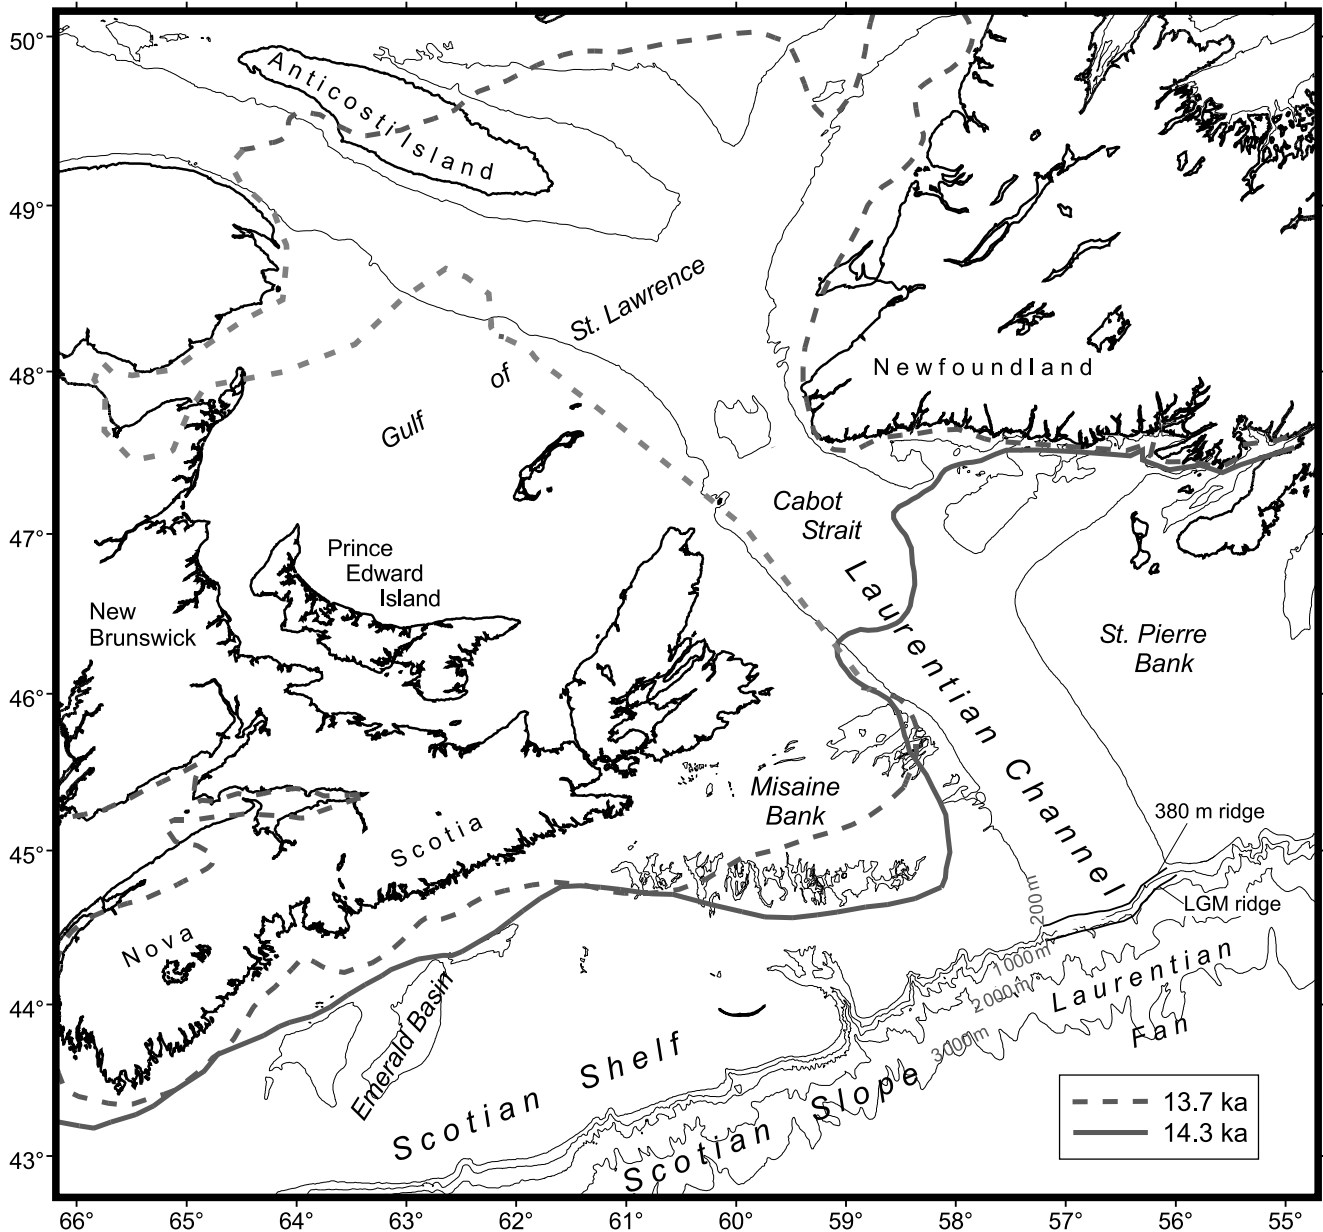 50°
49°
48°
47°
46°
45°
44°
43°
Anticosti Island
St. Lawrence
of
Gulf
Newfoundland
Cabot
Strait
Prince
Edward
Island
New
Brunswick
Laurentian Channel
St. Pierre
Bank
Misaine
Bank
380 m ridge
LGM ridge
Scotia
Nova
200 m
1000 m
2000 m
3000 m
Laurentian
Fan
Emerald Basin
Scotian Shelf
Scotian Slope
13.7 ka
14.3 ka
66° 65° 64° 63° 62° 61° 60° 59° 58° 57° 56° 55°